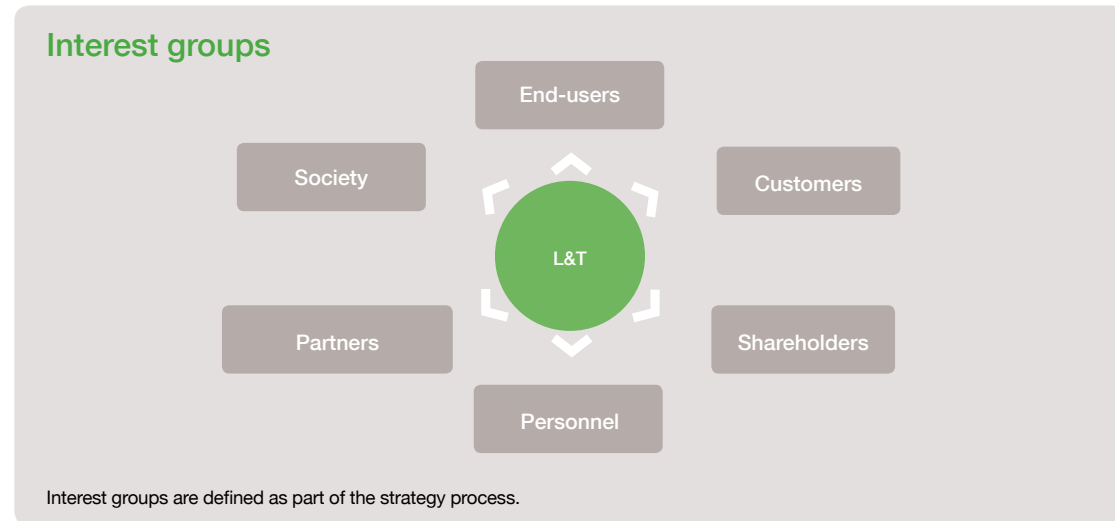 Interest groups
End-users
Society
Customers
L&T
Partners
Shareholders
Personnel
Interest groups are defined as part of the strategy process.